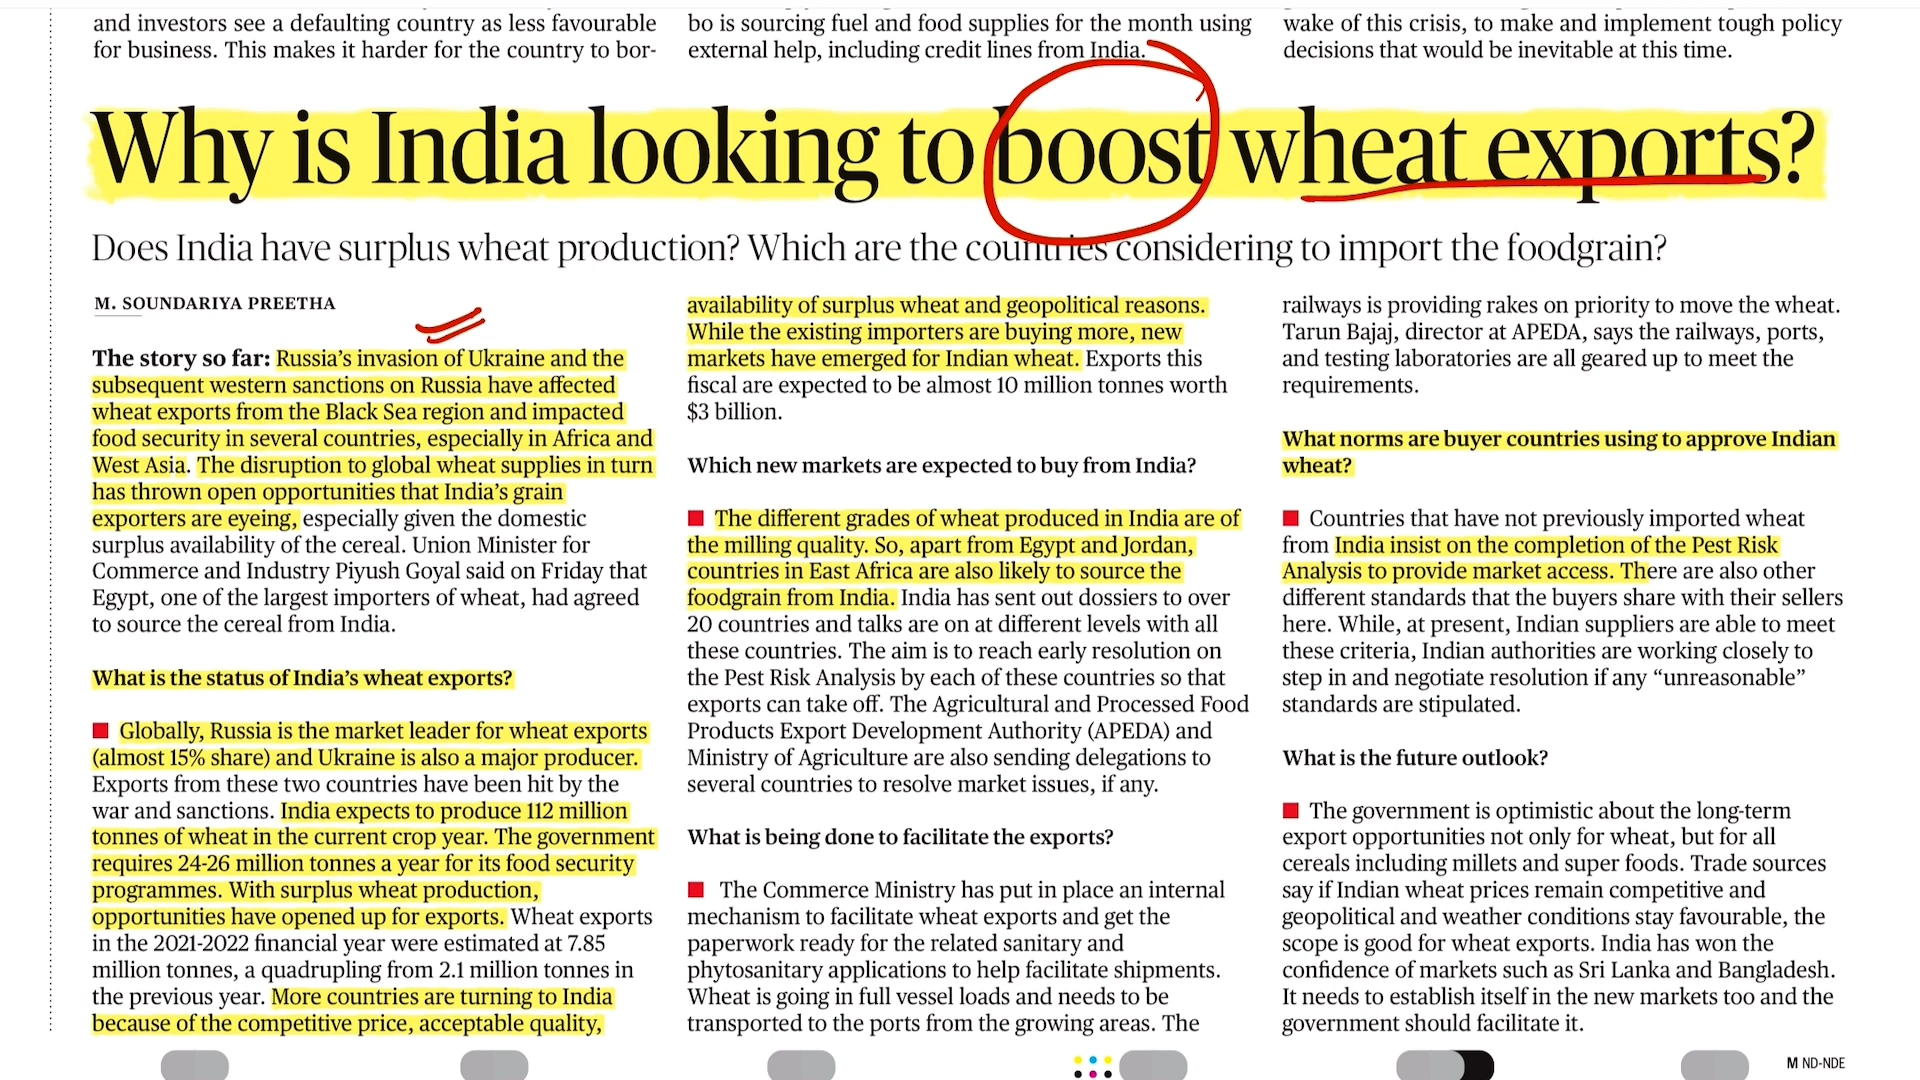 and investors see a defaulting country as less favourable
for business. This makes it harder for the country to bor-
bo is sourcing fuel and food supplies for the month using
external help, including credit lines from India.
wake of this crisis, to make and implement tough policy
decisions that would be inevitable at this time.
Why is India looking to boost wheat exports?
Does India have surplus wheat production? Which are the countries considering to import the foodgrain?
M. SOUNDARIYA PREETHA
The story so far: Russia's invasion of Ukraine and the
subsequent western sanctions on Russia have affected
wheat exports from the Black Sea region and impacted
food security in several countries, especially in Africa and
West Asia. The disruption to global wheat supplies in turn
has thrown open opportunities that India's grain
exporters are eyeing, especially given the domestic
surplus availability of the cereal. Union Minister for
Commerce and Industry Piyush Goyal said on Friday that
Egypt, one of the largest importers of wheat, had agreed
to source the cereal from India.
What is the status of India's wheat exports?
Globally, Russia is the market leader for wheat exports
(almost 15% share) and Ukraine is also a major producer.
Exports from these two countries have been hit by the
war and sanctions. India expects to produce 112 million
tonnes of wheat in the current crop year. The government
requires 24-26 million tonnes a year for its food security
programmes. With surplus wheat production,
opportunities have opened up for exports. Wheat exports
in the 2021-2022 financial year were estimated at 7.85
million tonnes, a quadrupling from 2.1 million tonnes in
the previous year. More countries are turning to India
because of the competitive price, acceptable quality,
availability of surplus wheat and geopolitical reasons.
While the existing importers are buying more, new
markets have emerged for Indian wheat. Exports this
fiscal are expected to be almost 10 million tonnes worth
$3 billion.
Which new markets are expected to buy from India?
The different grades of wheat produced in India are of
the milling quality. So, apart from Egypt and Jordan,
countries in East Africa are also likely to source the
foodgrain from India. India has sent out dossiers to over
20 countries and talks are on at different levels with all
these countries. The aim is to reach early resolution on
the Pest Risk Analysis by each of these countries so that
exports can take off. The Agricultural and Processed Food
Products Export Development Authority (APEDA) and
Ministry of Agriculture are also sending delegations to
several countries to resolve market issues, if any.
What is being done to facilitate the exports?
The Commerce Ministry has put in place an internal
mechanism to facilitate wheat exports and get the
paperwork ready for the related sanitary and
phytosanitary applications to help facilitate shipments.
Wheat is going in full vessel loads and needs to be
transported to the ports from the growing areas. The
railways is providing rakes on priority to move the wheat.
Tarun Bajaj, director at APEDA, says the railways, ports,
and testing laboratories are all geared up to meet the
requirements.
What norms are buyer countries using to approve Indian
wheat?
Countries that have not previously imported wheat
from India insist on the completion of the Pest Risk
Analysis to provide market access. There are also other
different standards that the buyers share with their sellers
here. While, at present, Indian suppliers are able to meet
these criteria, Indian authorities are working closely to
step in and negotiate resolution if any "unreasonable"
standards are stipulated.
What is the future outlook?
The government is optimistic about the long-term
export opportunities not only for wheat, but for all
cereals including millets and super foods. Trade sources
say if Indian wheat prices remain competitive and
geopolitical and weather conditions stay favourable, the
scope is good for wheat exports. India has won the
confidence of markets such as Sri Lanka and Bangladesh.
It needs to establish itself in the new markets too and the
government should facilitate it.
M ND-NDE